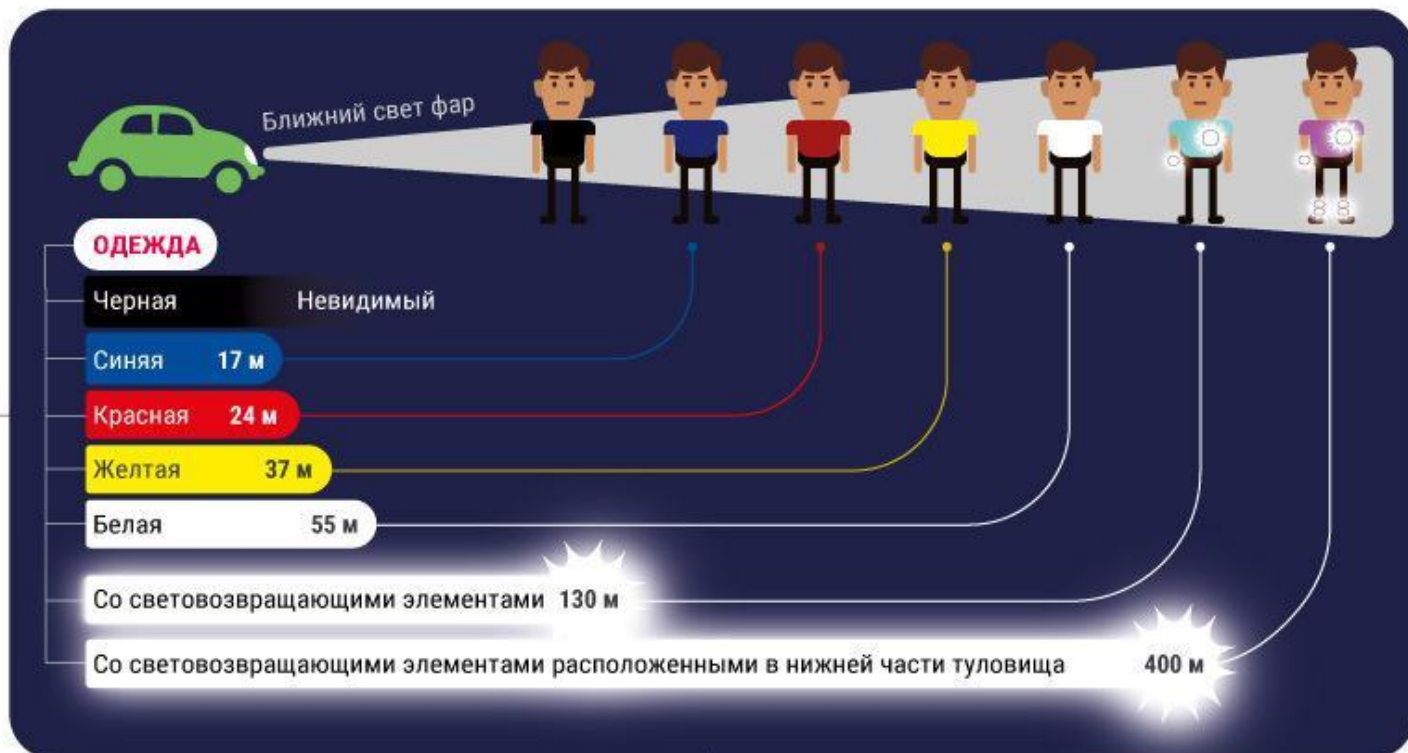 Ближний свет фар
ОДЕЖДА
Черная Невидимый
Синяя 17 м
Красная 24 м
Желтая 37 м
Белая 55 м
Со световозвращающими элементами 130 м
Со световозвращающими элементами расположенными в нижней части туловища 400 м